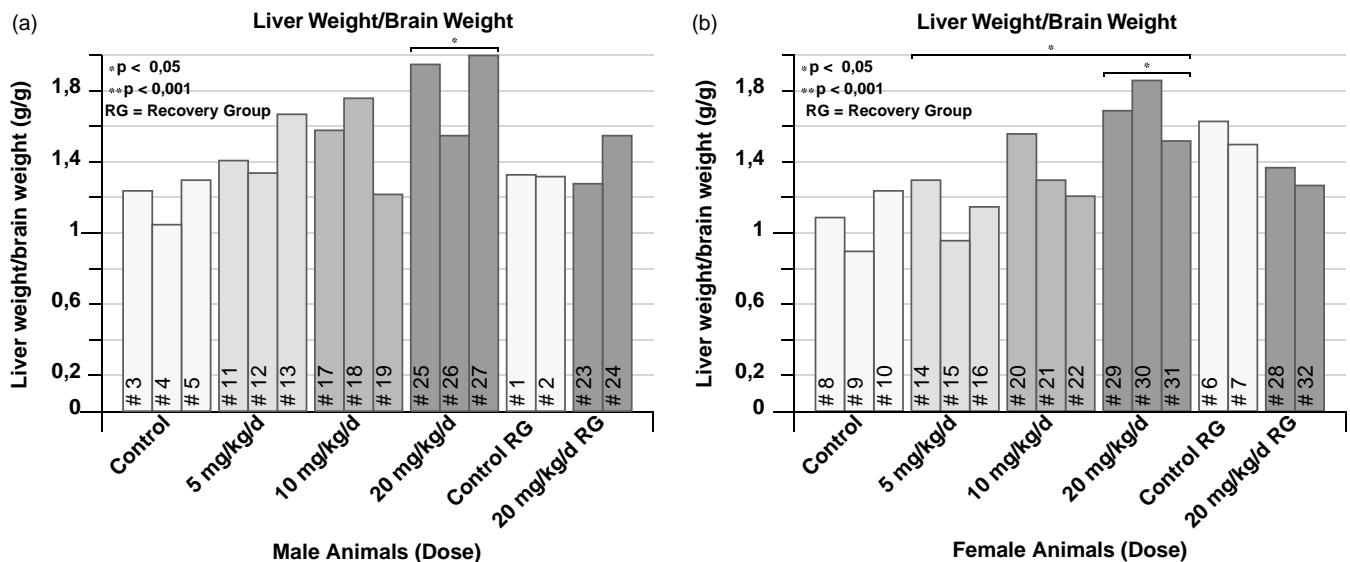 (a)
Liver Weight/Brain Weight
*
*p < 0,05
**p < 0,001
RG = Recovery Group
Liver weight/brain weight (g/g)
1,8
1,4
1
0,6
0,2
0
# 3
# 4
# 5
# 11
# 12
# 13
# 17
# 18
# 19
# 25
# 26
# 27
# 1
# 2
# 23
# 24
Control
5 mg/kg/d
10 mg/kg/d
20 mg/kg/d
Control RG
20 mg/kg/d RG
Male Animals (Dose)
(b)
Liver Weight/Brain Weight
*
*
*p < 0,05
**p < 0,001
RG = Recovery Group
Liver weight/brain weight (g/g)
1,8
1,4
1
0,6
0,2
0
# 8
# 9
# 10
# 14
# 15
# 16
# 20
# 21
# 22
# 29
# 30
# 31
# 6
# 7
# 28
# 32
Control
5 mg/kg/d
10 mg/kg/d
20 mg/kg/d
Control RG
20 mg/kg/d RG
Female Animals (Dose)